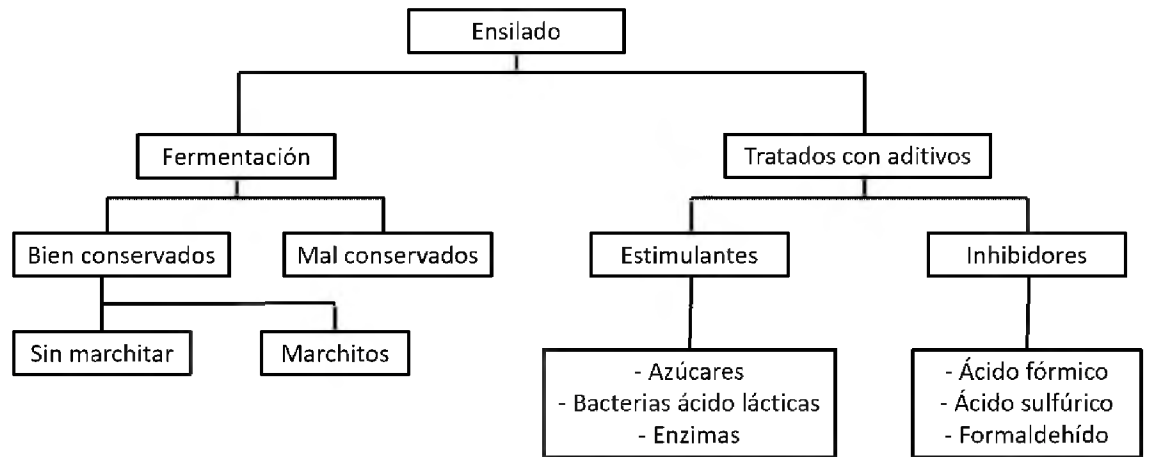 Ensilado
Fermentación
Tratados con aditivos
Bien conservados
Mal conservados
Estimulantes
Inhibidores
Sin marchitar
Marchitos
- Azúcares
- Bacterias ácido lácticas
- Enzimas
- Ácido fórmico
- Ácido sulfúrico
- Formaldehído